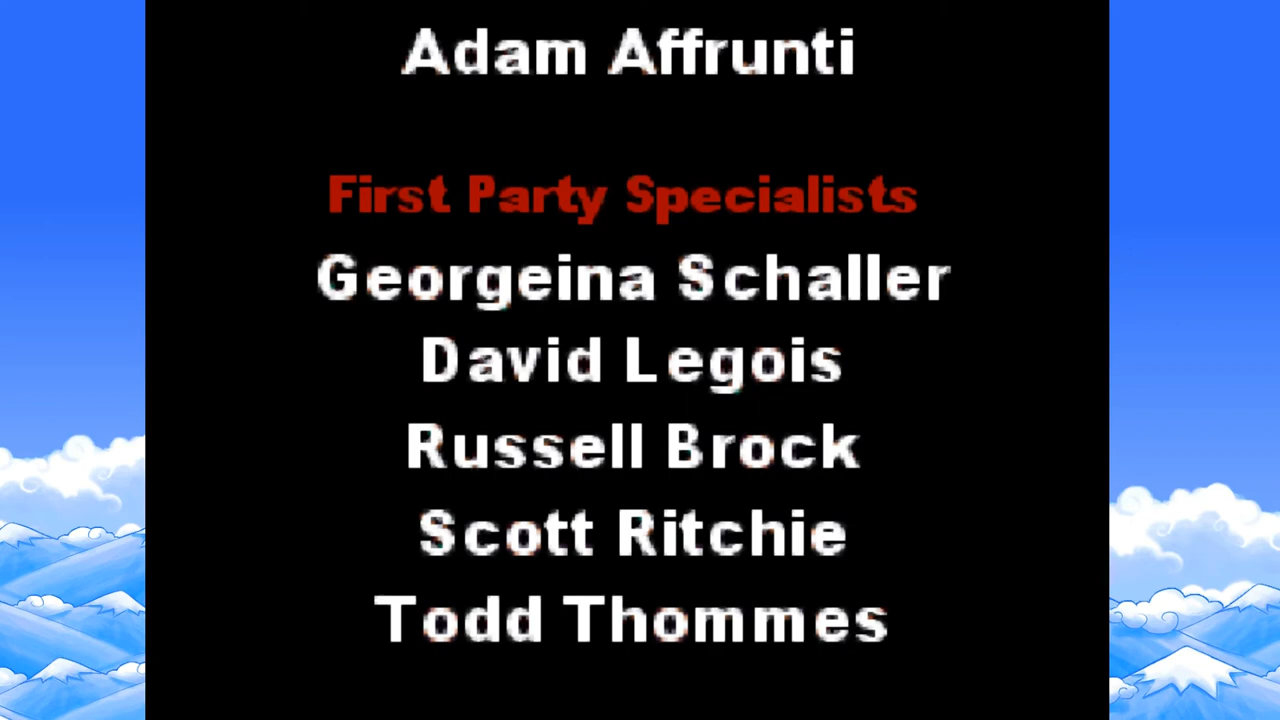 Adam Affrunti
First Party Specialists
Georgeina Schaller
David Legois
Russell Brock
Scott Ritchie
Todd Thommes